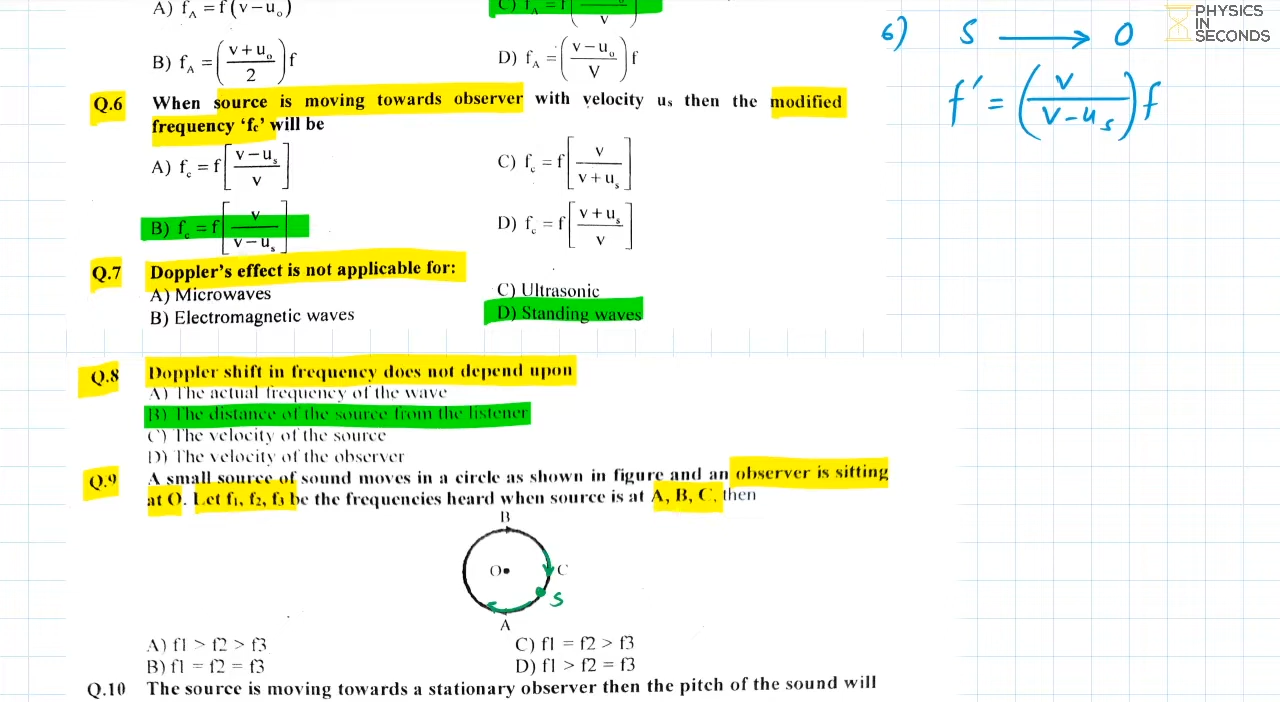 A) f_A = f(v−u_o)
C) f_A = f( / v)
B) f_A = ((v+u_o)/2) f
D) f_A = ((v−u_o)/V) f
Q.6 When source is moving towards observer with velocity u_s then the modified
frequency ‘f_c’ will be
A) f_c = f[(v−u_s)/v]
C) f_c = f[v/(v+u_s)]
B) f_c = f[v/(v−u_s)]
D) f_c = f[(v+u_s)/v]
Q.7 Doppler’s effect is not applicable for:
A) Microwaves
C) Ultrasonic
B) Electromagnetic waves
D) Standing waves
Q.8 Doppler shift in frequency does not depend upon
A) The actual frequency of the wave
B) The distance of the source from the listener
C) The velocity of the source
D) The velocity of the observer
Q.9 A small source of sound moves in a circle as shown in figure and an observer is sitting
at O. Let f₁, f₂, f₃ be the frequencies heard when source is at A, B, C, then
B
O
C
S
A
A) f1 > f2 > f3
C) f1 = f2 > f3
B) f1 = f2 = f3
D) f1 > f2 = f3
Q.10 The source is moving towards a stationary observer then the pitch of the sound will
6) S ⟶ O
f' = (v/(v−u_s)) f
PHYSICS
IN
SECONDS